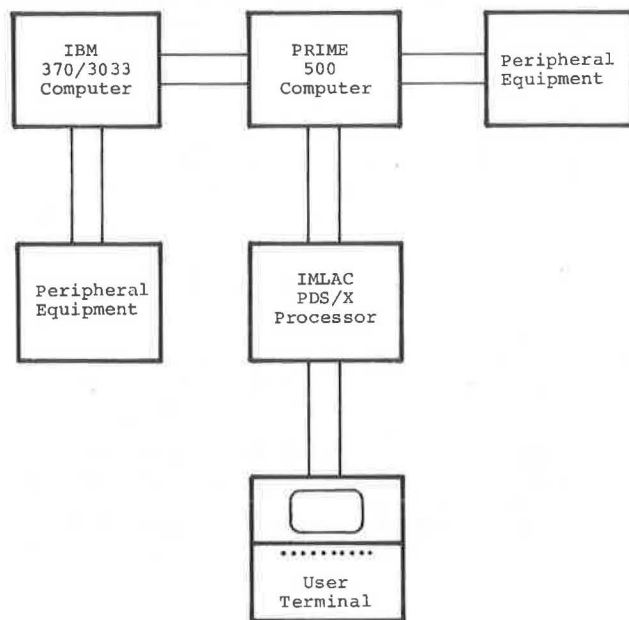 IBM
370/3033
Computer
PRIME
500
Computer
Peripheral
Equipment
Peripheral
Equipment
IMLAC
PDS/X
Processor
User
Terminal